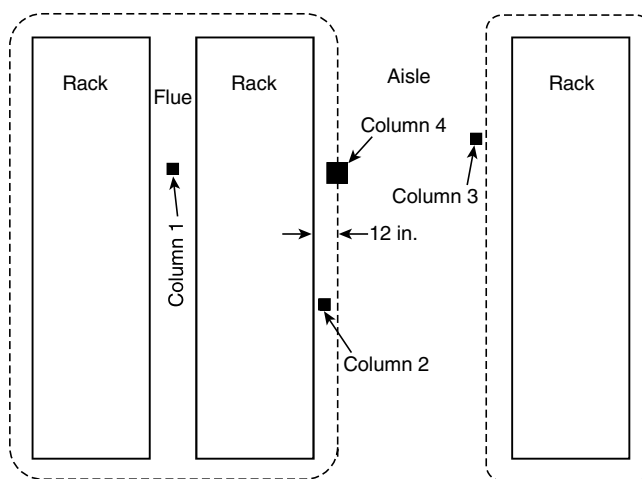 Rack
Flue
Rack
Aisle
Rack
Column 4
Column 3
Column 1
12 in.
Column 2